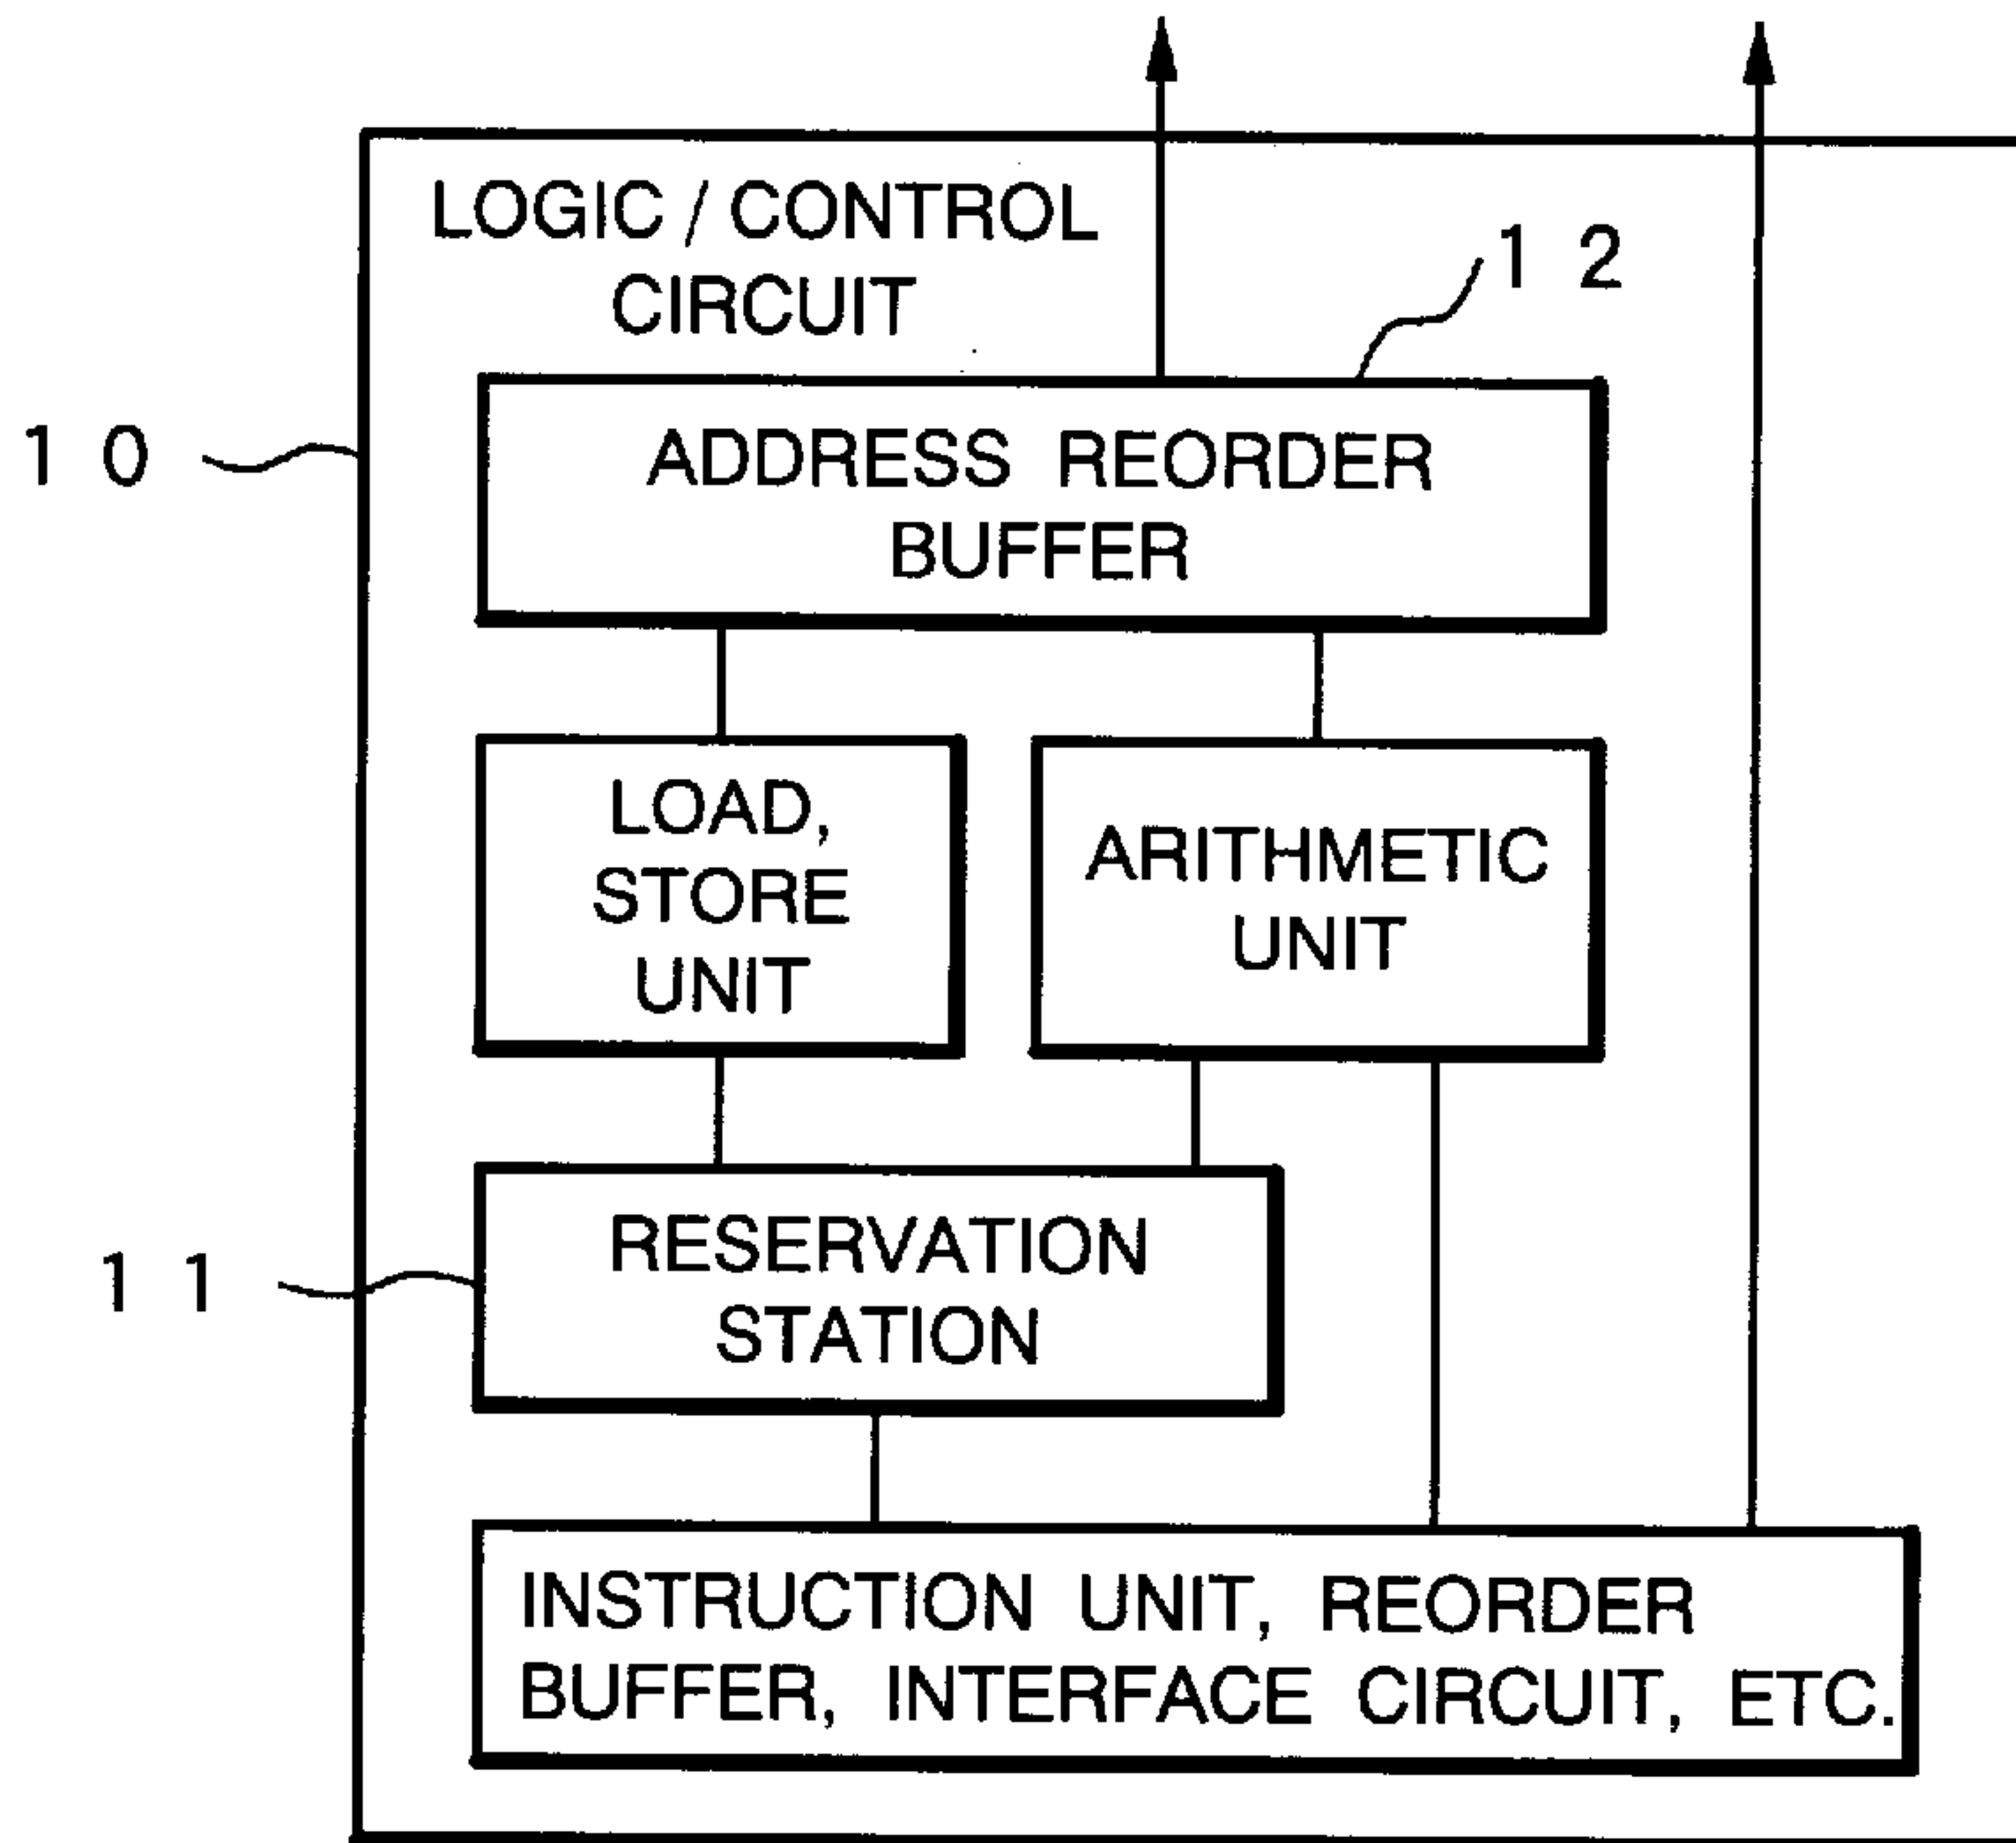 LOGIC / CONTROL
CIRCUIT
1 2
1 0
ADDRESS REORDER
BUFFER
LOAD,
STORE
UNIT
ARITHMETIC
UNIT
1 1
RESERVATION
STATION
INSTRUCTION UNIT, REORDER
BUFFER, INTERFACE CIRCUIT, ETC.